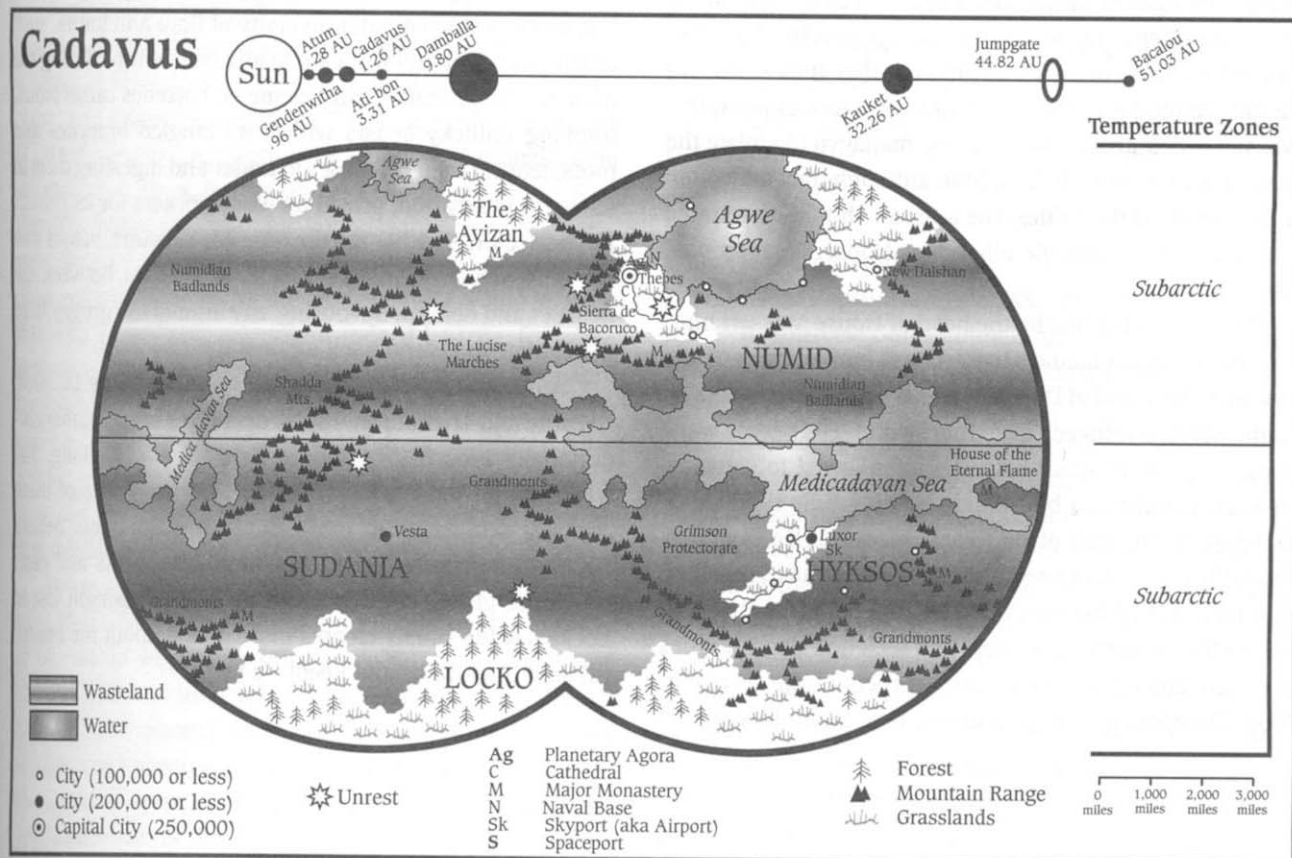 Cadavus
Sun
Atum
.28 AU
Gendenwitha
.96 AU
Cadavus
1.26 AU
Ati-bon
3.31 AU
Damballa
9.80 AU
Kauket
32.26 AU
Jumpgate
44.82 AU
Bacalou
51.03 AU
Temperature Zones
Subarctic
Subarctic
Agwe
Sea
The
Ayizan
M
Numidian
Badlands
Agwe
Sea
N
N
New Dalshan
Ag
Thebes
C
Sierra de
Bacoruco
The Lucise
Marches
M
NUMID
Shadda
Mts.
Numidian
Badlands
Medicadavan Sea
House of the
Eternal Flame
M
Grandmonts
Medicadavan Sea
Vesta
Grimson
Protectorate
Luxor
Sk
SUDANIA
HYKSOS
M
Grandmonts
M
Grandmonts
Grandmonts
LOCKO
Wasteland
Water
City (100,000 or less)
City (200,000 or less)
Capital City (250,000)
Unrest
Ag Planetary Agora
C Cathedral
M Major Monastery
N Naval Base
Sk Skyport (aka Airport)
S Spaceport
Forest
Mountain Range
Grasslands
0 1,000 2,000 3,000
miles miles miles miles